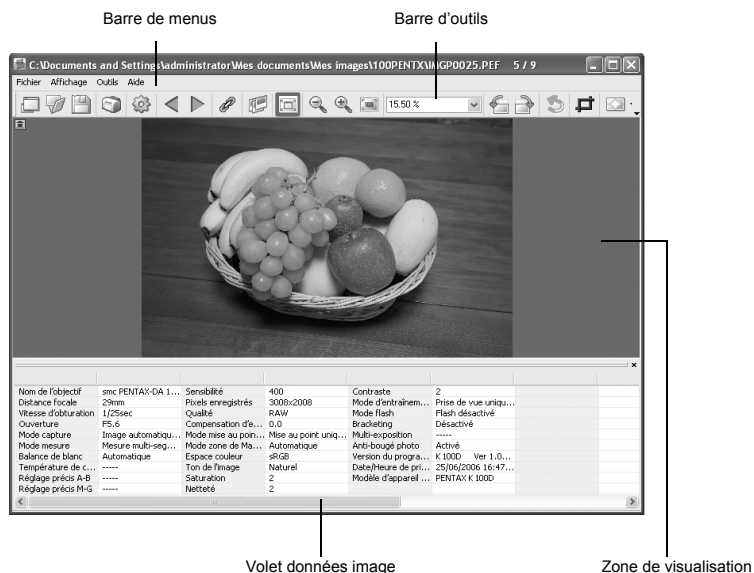 Barre de menus
Barre d’outils
C:\Documents and Settings\administrator\Mes documents\Mes images\100PENTX\IMGP0025.PEF 5 / 9
Fichier Affichage Outils Aide
15.50 %
Nom de l'objectif smc PENTAX-DA 1... Sensibilité 400 Contraste 2
Distance focale 29mm Pixels enregistrés 3008x2008 Mode d'entraînem... Prise de vue uniqu...
Vitesse d'obturation 1/25sec Qualité RAW Mode flash Flash désactivé
Ouverture F5.6 Compensation d'e... 0.0 Bracketing Désactivé
Mode capture Image automatiqu... Mode mise au poin... Mise au point uniq... Multi-exposition -----
Mode mesure Mesure multi-seg... Mode zone de Ma... Automatique Anti-bougé photo Activé
Balance de blanc Automatique Espace couleur sRGB Version du progra... K 100D Ver 1.0...
Température de c... ----- Ton de l'image Naturel Date/Heure de pri... 25/06/2006 16:47...
Réglage précis A-B ----- Saturation 2 Modèle d'appareil ... PENTAX K 100D
Réglage précis M-G ----- Netteté 2
Volet données image
Zone de visualisation